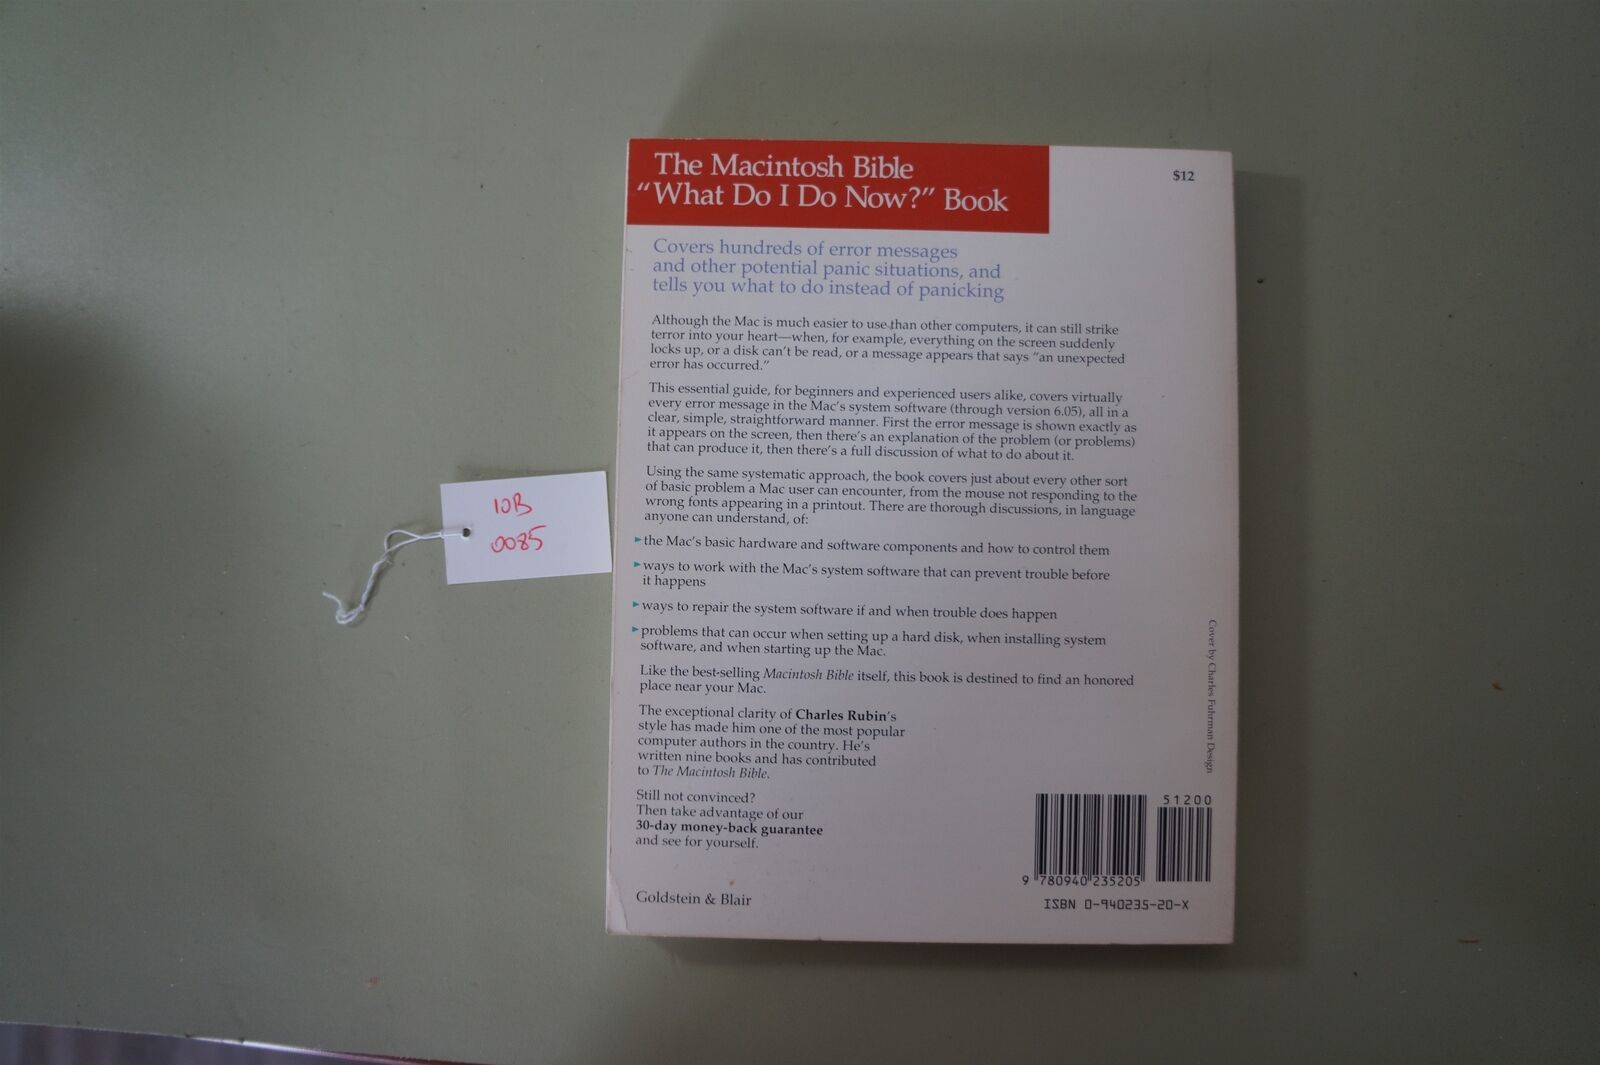 The Macintosh Bible
“What Do I Do Now?” Book
$12
Covers hundreds of error messages
and other potential panic situations, and
tells you what to do instead of panicking
Although the Mac is much easier to use than other computers, it can still strike
terror into your heart—when, for example, everything on the screen suddenly
locks up, or a disk can't be read, or a message appears that says “an unexpected
error has occurred.”
This essential guide, for beginners and experienced users alike, covers virtually
every error message in the Mac's system software (through version 6.05), all in a
clear, simple, straightforward manner. First the error message is shown exactly as
it appears on the screen, then there's an explanation of the problem (or problems)
that can produce it, then there's a full discussion of what to do about it.
Using the same systematic approach, the book covers just about every other sort
of basic problem a Mac user can encounter, from the mouse not responding to the
wrong fonts appearing in a printout. There are thorough discussions, in language
anyone can understand, of:
►the Mac's basic hardware and software components and how to control them
►ways to work with the Mac's system software that can prevent trouble before
it happens
►ways to repair the system software if and when trouble does happen
►problems that can occur when setting up a hard disk, when installing system
software, and when starting up the Mac.
Like the best-selling Macintosh Bible itself, this book is destined to find an honored
place near your Mac.
The exceptional clarity of Charles Rubin's
style has made him one of the most popular
computer authors in the country. He's
written nine books and has contributed
to The Macintosh Bible.
Still not convinced?
Then take advantage of our
30-day money-back guarantee
and see for yourself.
Goldstein & Blair
Cover by Charles Fuhrman Design
51200
9 780940 235205
ISBN 0-940235-20-X
10B
0085